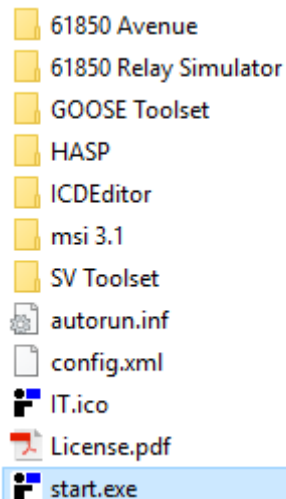 61850 Avenue
61850 Relay Simulator
GOOSE Toolset
HASP
ICDEditor
msi 3.1
SV Toolset
autorun.inf
config.xml
IT.ico
License.pdf
start.exe